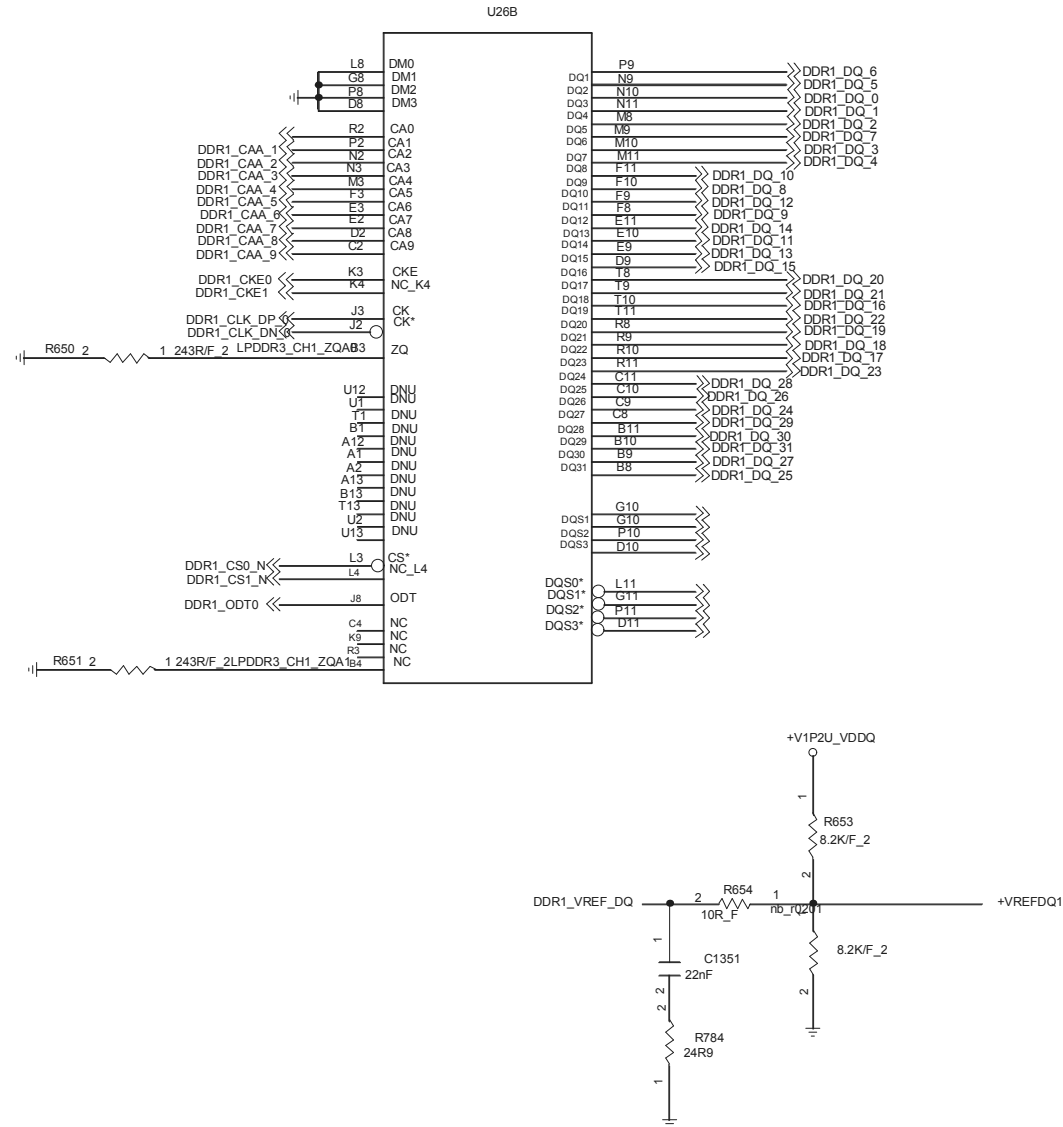 U26B
L8 DM0
G8 DM1
P8 DM2
D8 DM3
R2 CA0
DDR1_CAA_1 P2 CA1
DDR1_CAA_2 N2 CA2
DDR1_CAA_3 N3 CA3
DDR1_CAA_4 M3 CA4
DDR1_CAA_5 F3 CA5
DDR1_CAA_6 E3 CA6
DDR1_CAA_7 E2 CA7
DDR1_CAA_8 D2 CA8
DDR1_CAA_9 C2 CA9
DDR1_CKE0 K3 CKE
DDR1_CKE1 K4 NC_K4
DDR1_CLK_DP_0 J3 CK
DDR1_CLK_DN_0 J2 CK*
R650 2 1 243R/F_2 LPDDR3_CH1_ZQA0 B3 ZQ
U12 DNU
U1 DNU
T1 DNU
B1 DNU
A12 DNU
A1 DNU
A2 DNU
A13 DNU
B13 DNU
T13 DNU
U2 DNU
U13 DNU
DDR1_CS0_N L3 CS*
DDR1_CS1_N L4 NC_L4
DDR1_ODT0 J8 ODT
C4 NC
K9 NC
R3 NC
R651 2 1 243R/F_2 LPDDR3_CH1_ZQA1 B4 NC
P9 DDR1_DQ_6
DQ1 N9 DDR1_DQ_5
DQ2 N10 DDR1_DQ_0
DQ3 N11 DDR1_DQ_1
DQ4 M8 DDR1_DQ_2
DQ5 M9 DDR1_DQ_7
DQ6 M10 DDR1_DQ_3
DQ7 M11 DDR1_DQ_4
DQ8 F11 DDR1_DQ_10
DQ9 F10 DDR1_DQ_8
DQ10 F9 DDR1_DQ_12
DQ11 F8 DDR1_DQ_9
DQ12 E11 DDR1_DQ_14
DQ13 E10 DDR1_DQ_11
DQ14 E9 DDR1_DQ_13
DQ15 D9 DDR1_DQ_15
DQ16 T8 DDR1_DQ_20
DQ17 T9 DDR1_DQ_21
DQ18 T10 DDR1_DQ_16
DQ19 T11 DDR1_DQ_22
DQ20 R8 DDR1_DQ_19
DQ21 R9 DDR1_DQ_18
DQ22 R10 DDR1_DQ_17
DQ23 R11 DDR1_DQ_23
DQ24 C11 DDR1_DQ_28
DQ25 C10 DDR1_DQ_26
DQ26 C9 DDR1_DQ_24
DQ27 C8 DDR1_DQ_29
DQ28 B11 DDR1_DQ_30
DQ29 B10 DDR1_DQ_31
DQ30 B9 DDR1_DQ_27
DQ31 B8 DDR1_DQ_25
G10
DQS1 G10
DQS2 P10
DQS3 D10
DQS0* L11
DQS1* G11
DQS2* P11
DQS3* D11
+V1P2U_VDDQ
1
R653
8.2K/F_2
2
DDR1_VREF_DQ 2 R654 1 +VREFDQ1
10R_F nb_r0201
1
1 8.2K/F_2
C1351
22nF
2 2
2
R784
24R9
1